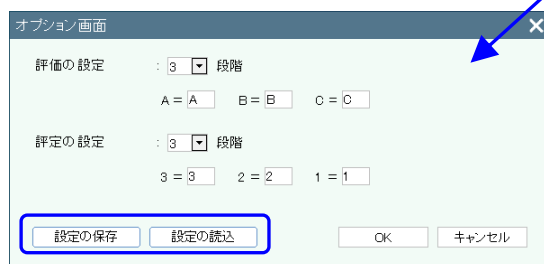 オプション画面
評価の設定 : 3 段階
A = A B = B C = C
評定の設定 : 3 段階
3 = 3 2 = 2 1 = 1
設定の保存 設定の読込 OK キャンセル